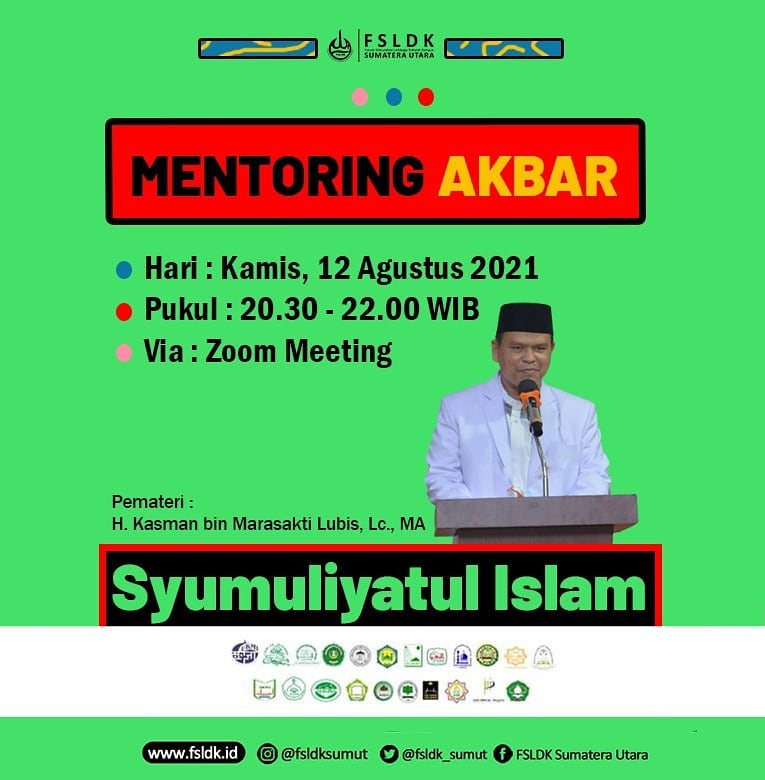 FSLDK
SUMATERA UTARA
MENTORING AKBAR
Hari : Kamis, 12 Agustus 2021
Pukul : 20.30 - 22.00 WIB
Via : Zoom Meeting
Pemateri :
H. Kasman bin Marasakti Lubis, Lc., MA
Syumuliyatul Islam
www.fsldk.id @fsldksumut @fsldk_sumut FSLDK Sumatera Utara